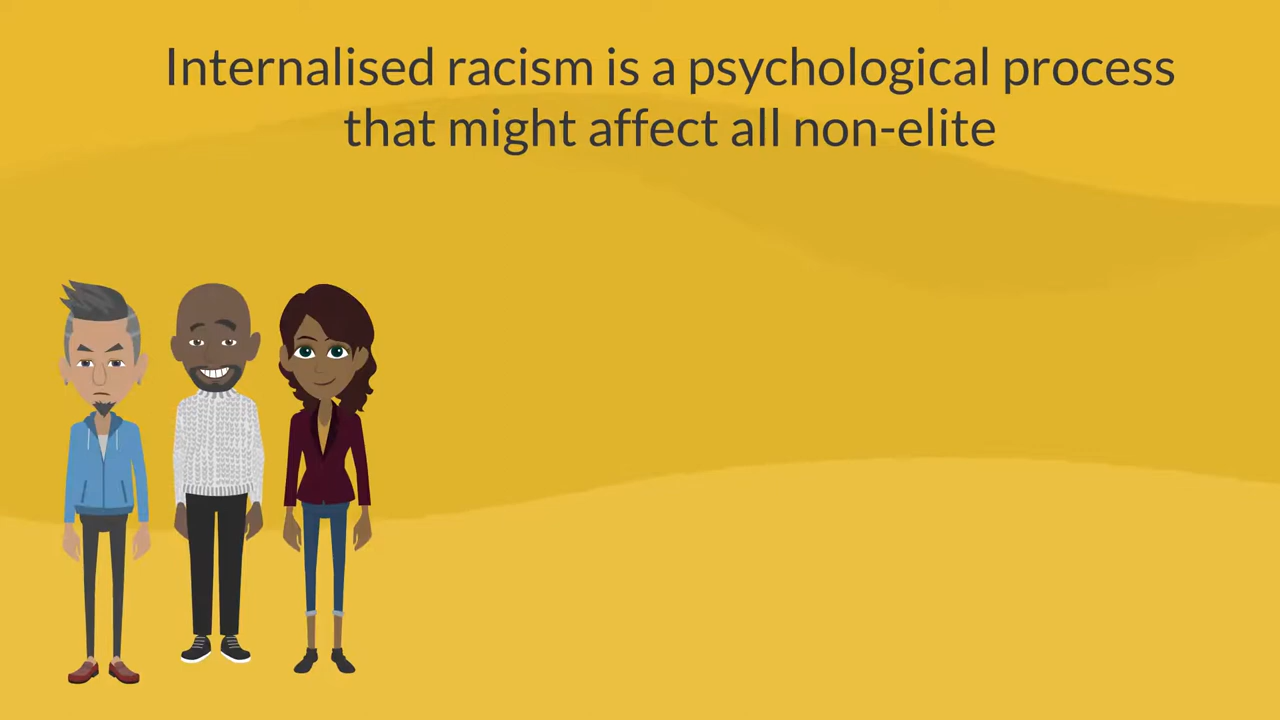 Internalised racism is a psychological process
that might affect all non-elite